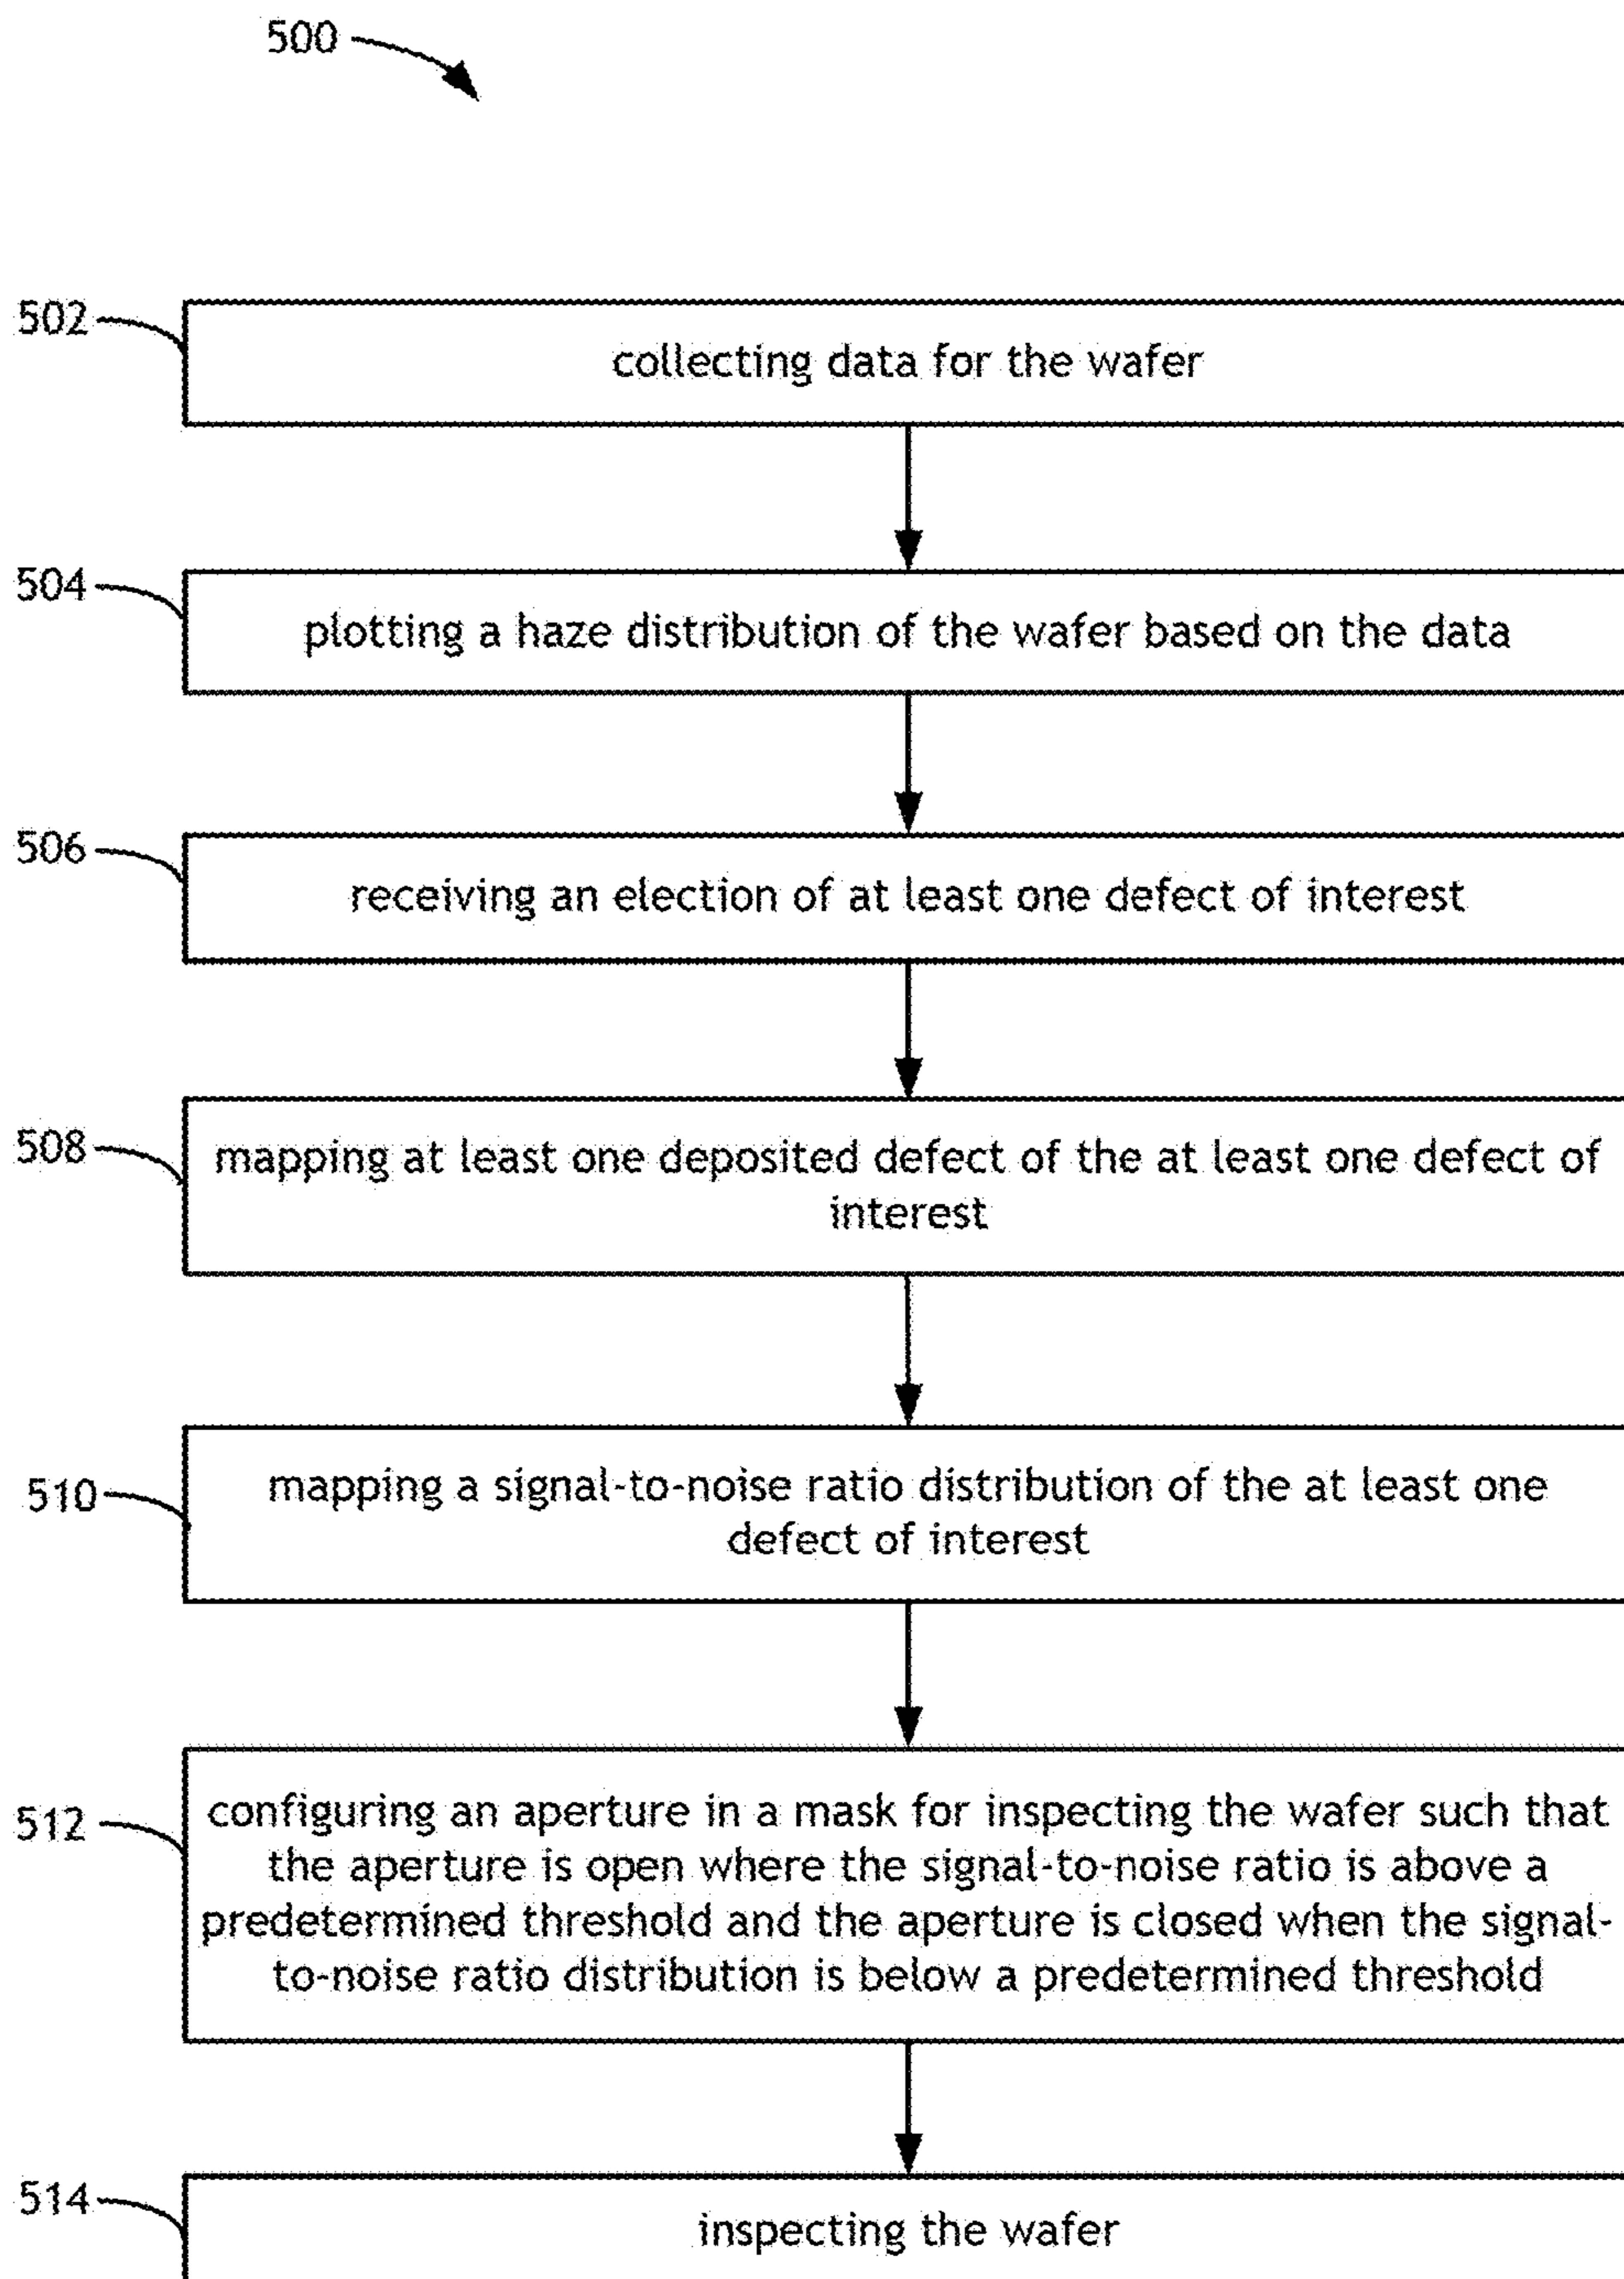 500
502
collecting data for the wafer
504
plotting a haze distribution of the wafer based on the data
506
receiving an election of at least one defect of interest
508
mapping at least one deposited defect of the at least one defect of
interest
510
mapping a signal-to-noise ratio distribution of the at least one
defect of interest
512
configuring an aperture in a mask for inspecting the wafer such that
the aperture is open where the signal-to-noise ratio is above a
predetermined threshold and the aperture is closed when the signal-
to-noise ratio distribution is below a predetermined threshold
514
inspecting the wafer